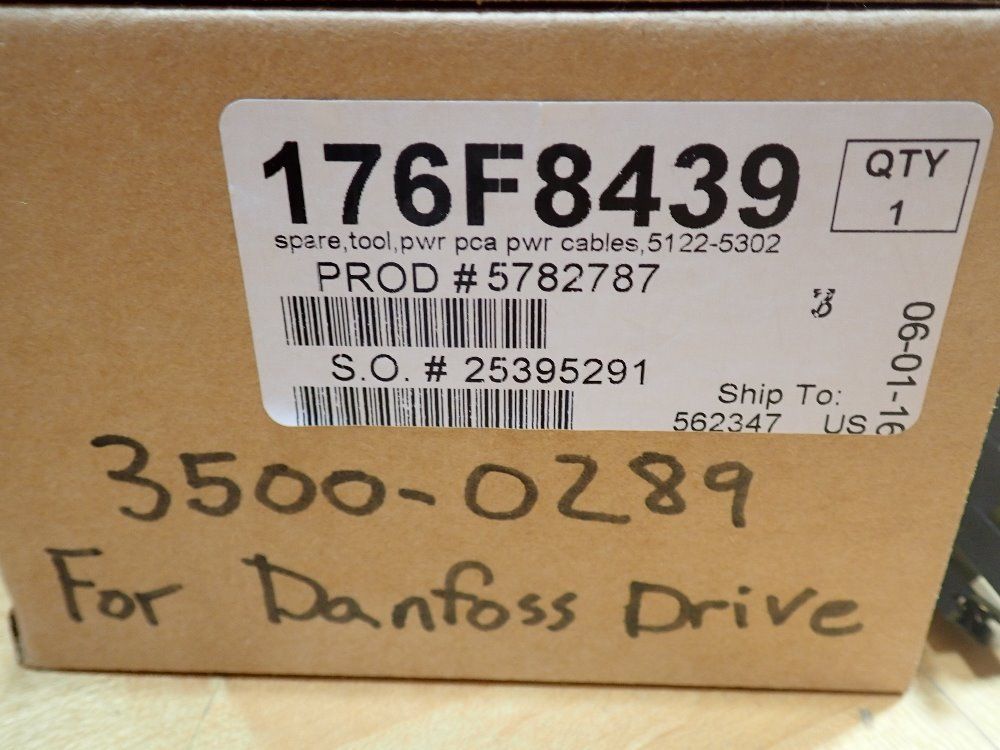 176F8439
QTY
1
spare,tool,pwr pca pwr cables,5122-5302
PROD # 5782787
S.O. # 25395291
Ship To:
562347 US
06-01-16
3500-0289
For Danfoss Drive